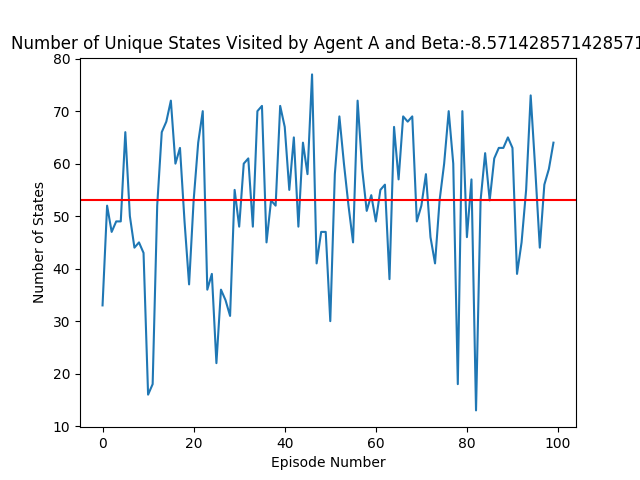 Number of Unique States Visited by Agent A and Beta:-8.571428571428571
80
70
60
50
40
30
20
10
Number of States
0 20 40 60 80 100
Episode Number